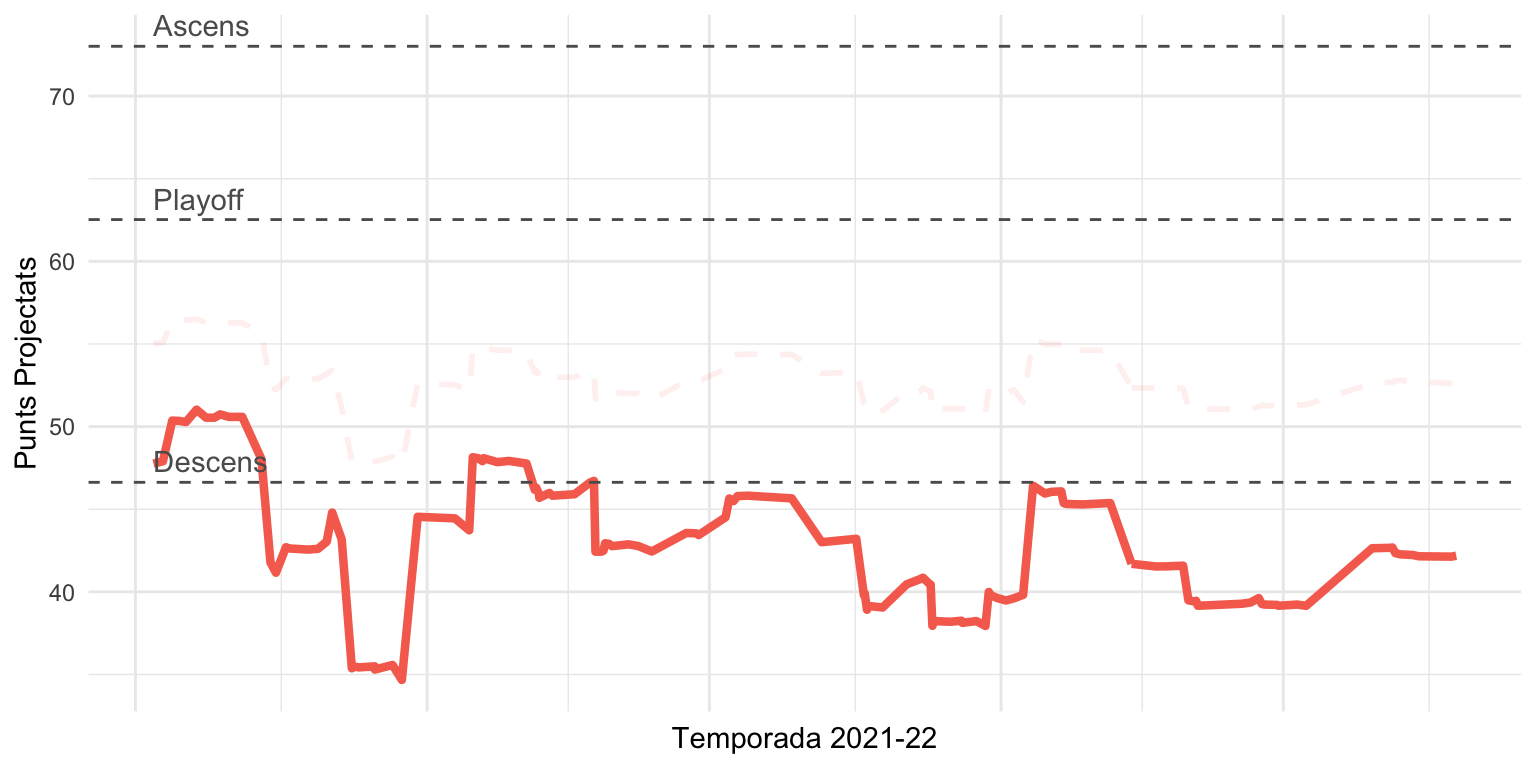 Ascens
70
Playoff
60
Punts Projectats
50
Descens
40
Temporada 2021-22